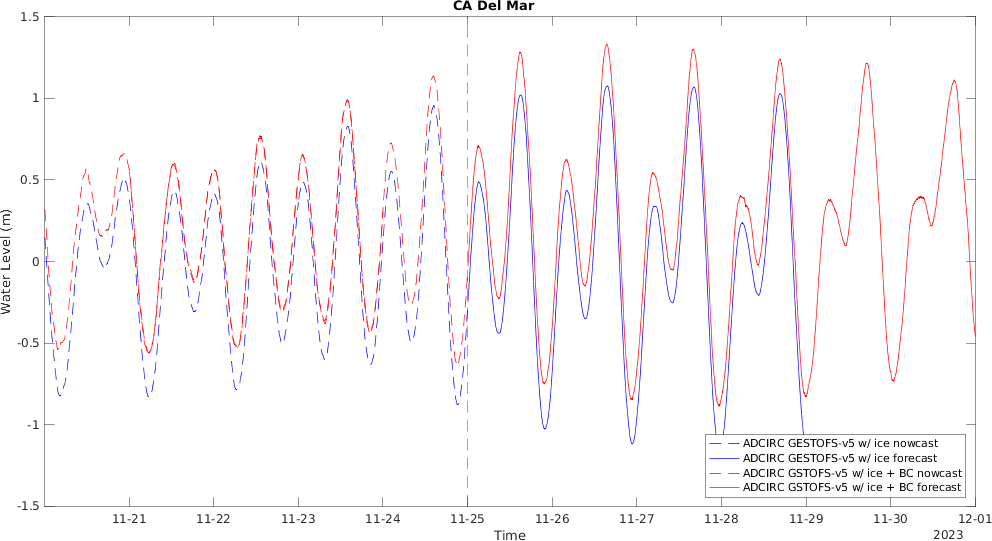 CA Del Mar
1.5
1
0.5
0
-0.5
-1
-1.5
Water Level (m)
ADCIRC GESTOFS-v5 w/ ice nowcast
ADCIRC GESTOFS-v5 w/ ice forecast
ADCIRC GSTOFS-v5 w/ ice + BC nowcast
ADCIRC GSTOFS-v5 w/ ice + BC forecast
11-21 11-22 11-23 11-24 11-25 11-26 11-27 11-28 11-29 11-30 12-01
Time
2023